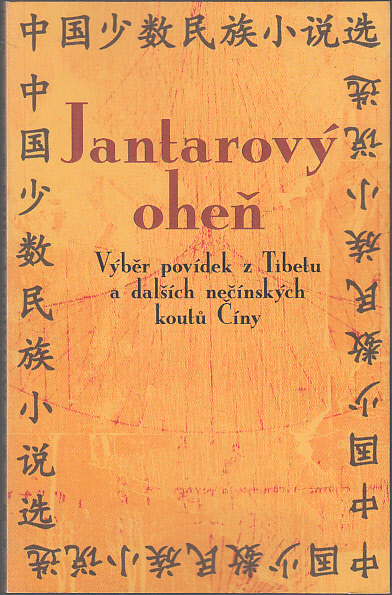 中国少数民族小说选
中国少数民族小说选
Jantarový
oheň
Výběr povídek z Tibetu
a dalších nečínských
koutů Číny
中国少数民族小说选
中国少数民族小说选